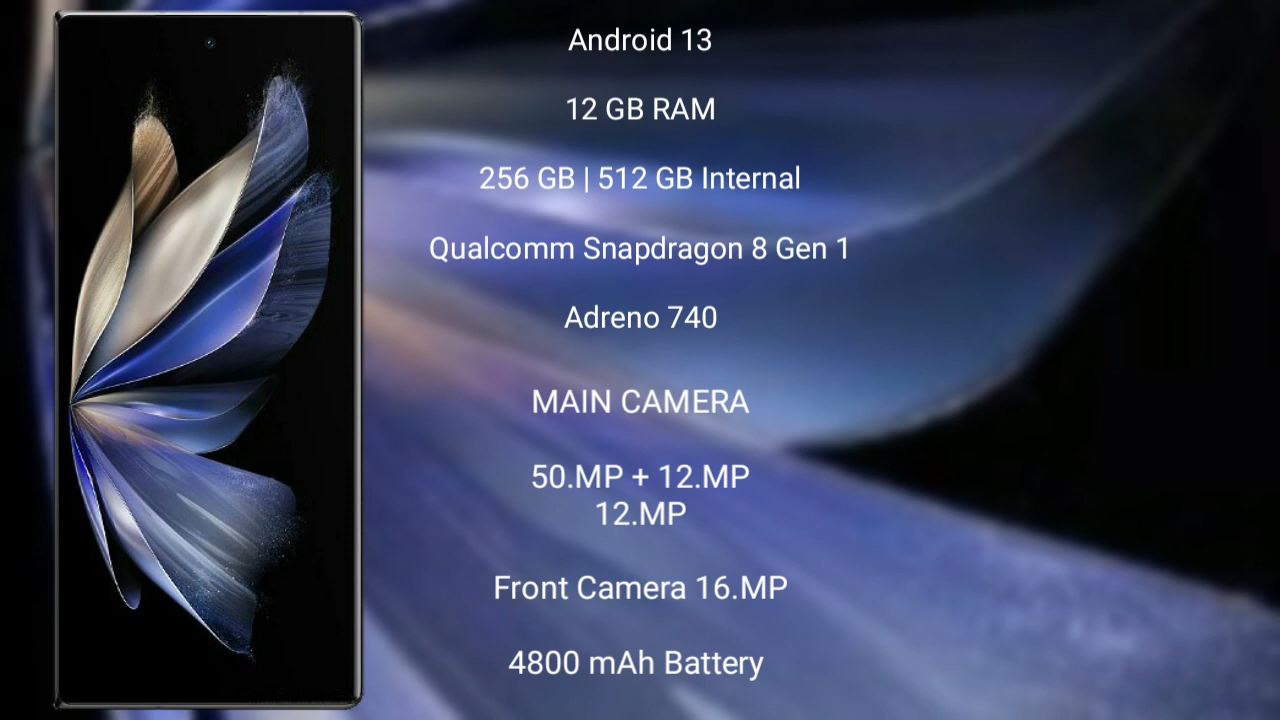 Android 13
12 GB RAM
256 GB | 512 GB Internal
Qualcomm Snapdragon 8 Gen 1
Adreno 740
MAIN CAMERA
50.MP + 12.MP
12.MP
Front Camera 16.MP
4800 mAh Battery